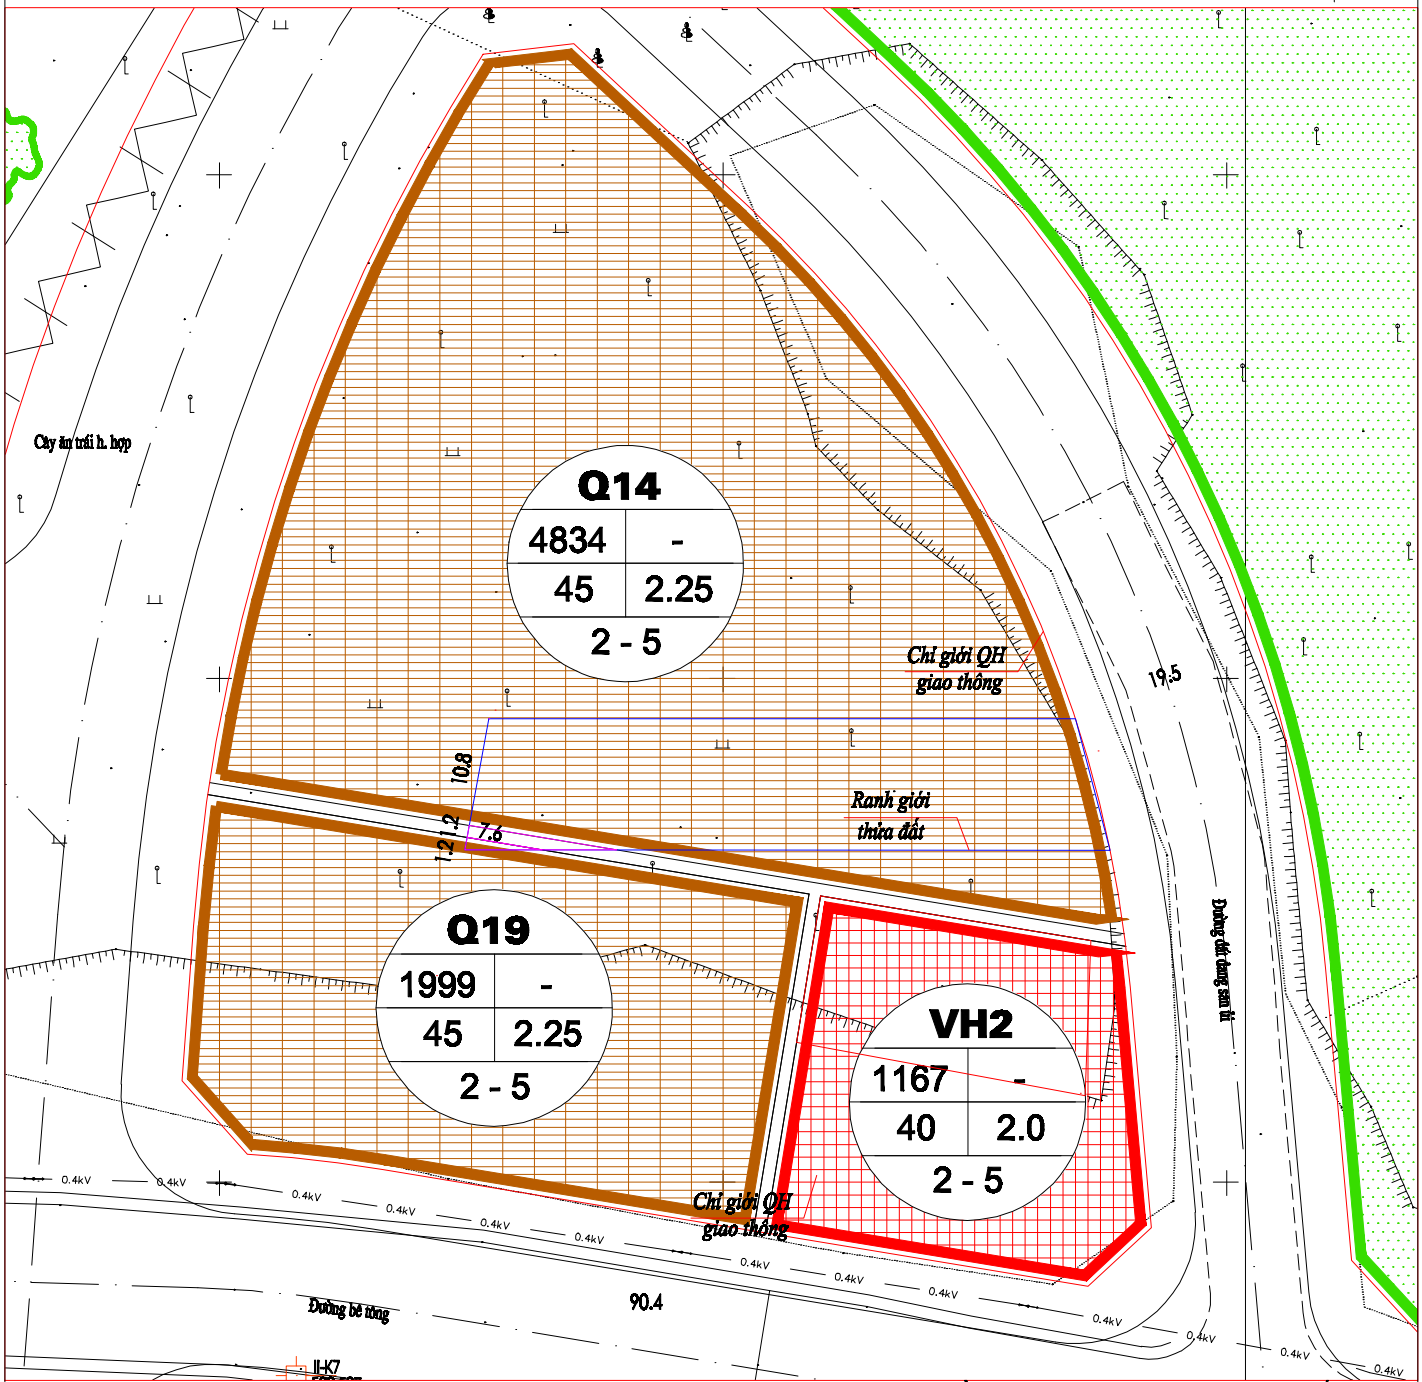 Cây ăn trái h. hợp
Q14
4834 -
45 2.25
2 - 5
Chỉ giới QH
giao thông
19.5
10.8
1.2
1.2
7.6
Ranh giới
thửa đất
Q19
1999 -
45 2.25
2 - 5
VH2
1167 -
40 2.0
2 - 5
Đường đất đang san ủi
Chỉ giới QH
giao thông
0.4kV
0.4kV
0.4kV
0.4kV
0.4kV
0.4kV
0.4kV
0.4kV
0.4kV
0.4kV
0.4kV
0.4kV
0.4kV
90.4
Đường bê tông
II-K7